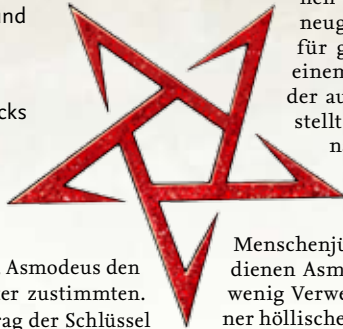 und
cks
Asmodeus den
er zustimmten.
rag der Schlüssel
nen
neug
für g
einem
der au
stellt
n
Menschenjü
dienen Asm
wenig Verwe
ner höllische